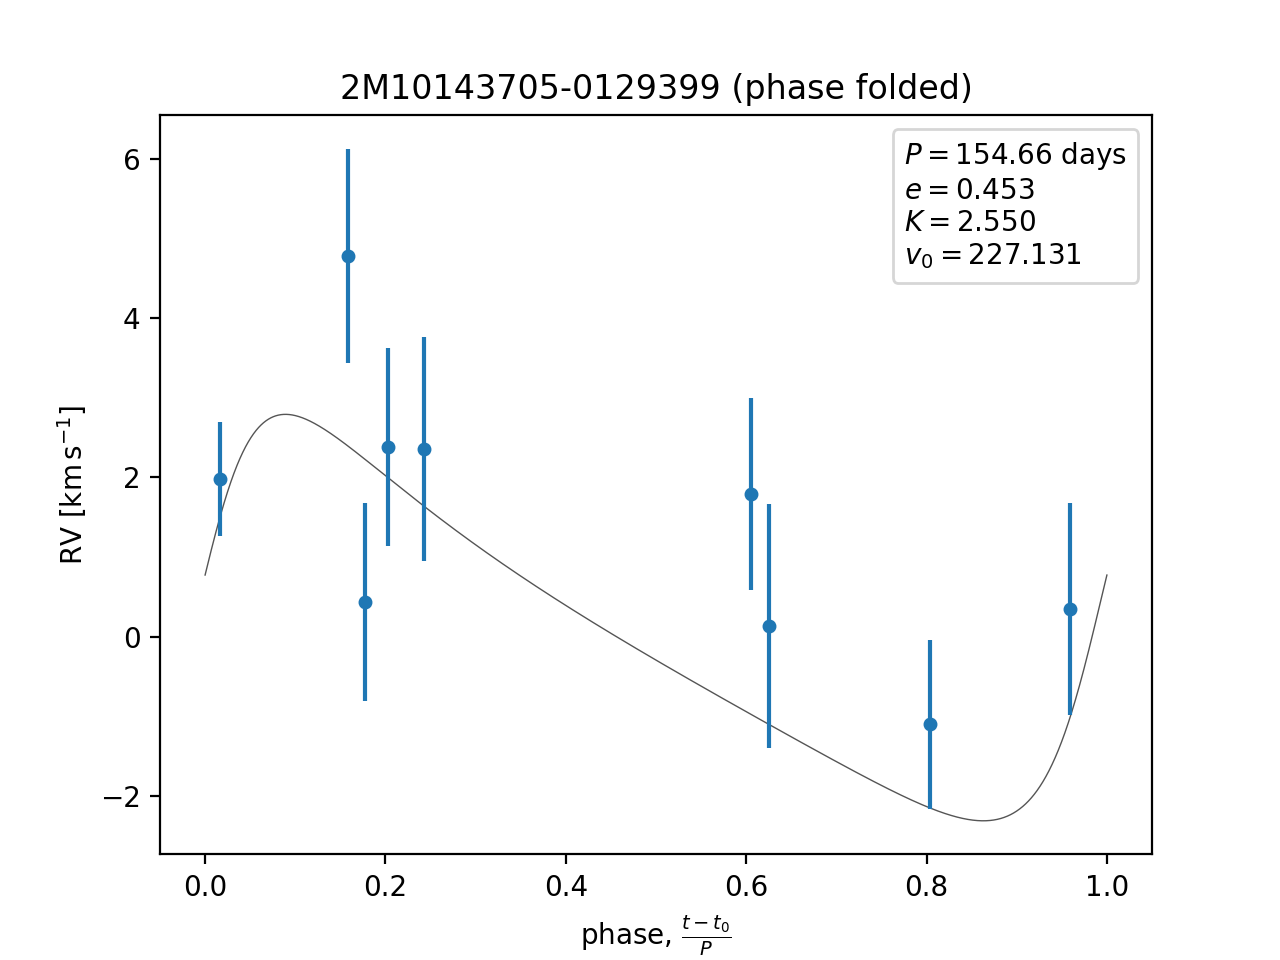 2M10143705-0129399 (phase folded)
P = 154.66 days
e = 0.453
K = 2.550
v₀ = 227.131
RV [km s⁻¹]
6
4
2
0
−2
0.0 0.2 0.4 0.6 0.8 1.0
phase, (t − t₀)/P